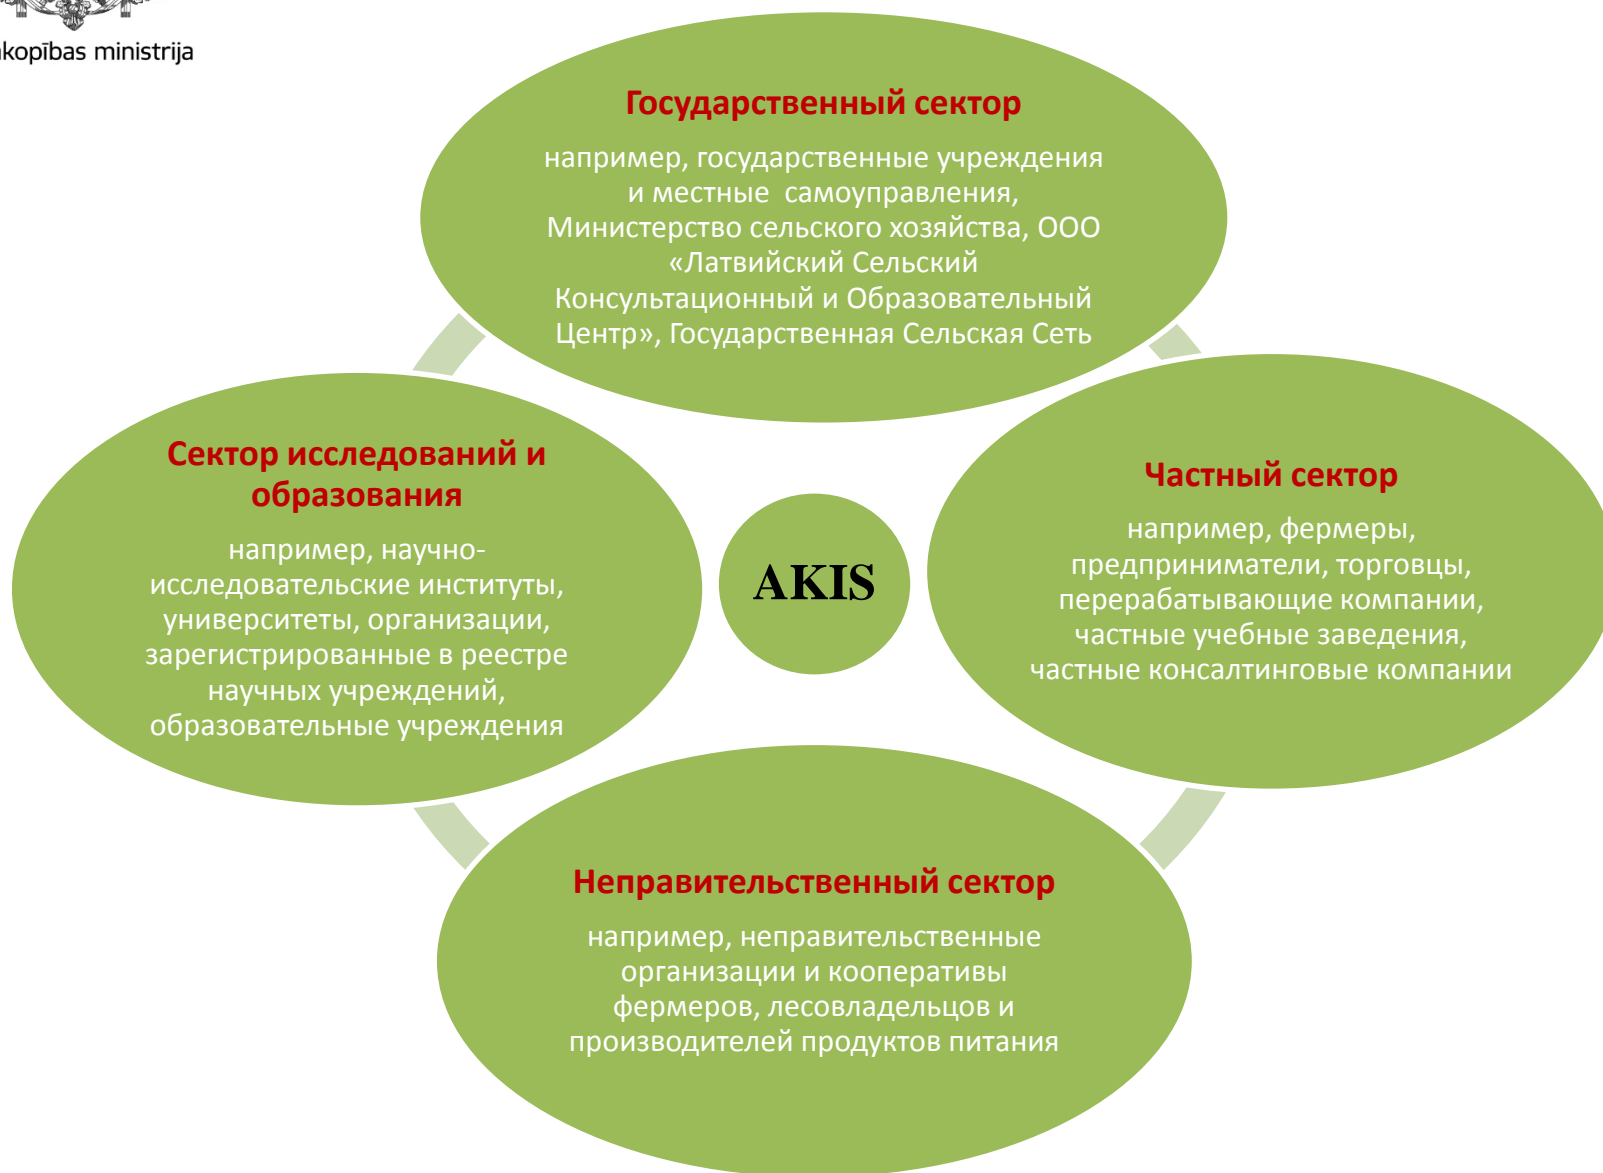 kopības ministrija
Государственный сектор
например, государственные учреждения
и местные самоуправления,
Министерство сельского хозяйства, ООО
«Латвийский Сельский
Консультационный и Образовательный
Центр», Государственная Сельская Сеть
Сектор исследований и
образования
например, научно-
исследовательские институты,
университеты, организации,
зарегистрированные в реестре
научных учреждений,
образовательные учреждения
AKIS
Частный сектор
например, фермеры,
предприниматели, торговцы,
перерабатывающие компании,
частные учебные заведения,
частные консалтинговые компании
Неправительственный сектор
например, неправительственные
организации и кооперативы
фермеров, лесовладельцов и
производителей продуктов питания